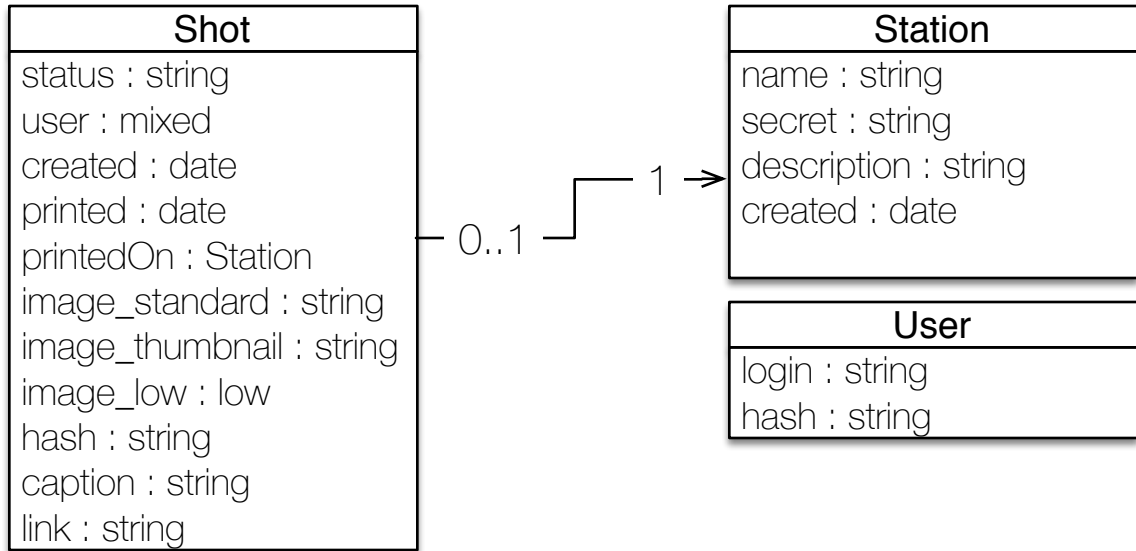 Shot
status : string
user : mixed
created : date
printed : date
printedOn : Station
image_standard : string
image_thumbnail : string
image_low : low
hash : string
caption : string
link : string
0..1
1
Station
name : string
secret : string
description : string
created : date
User
login : string
hash : string